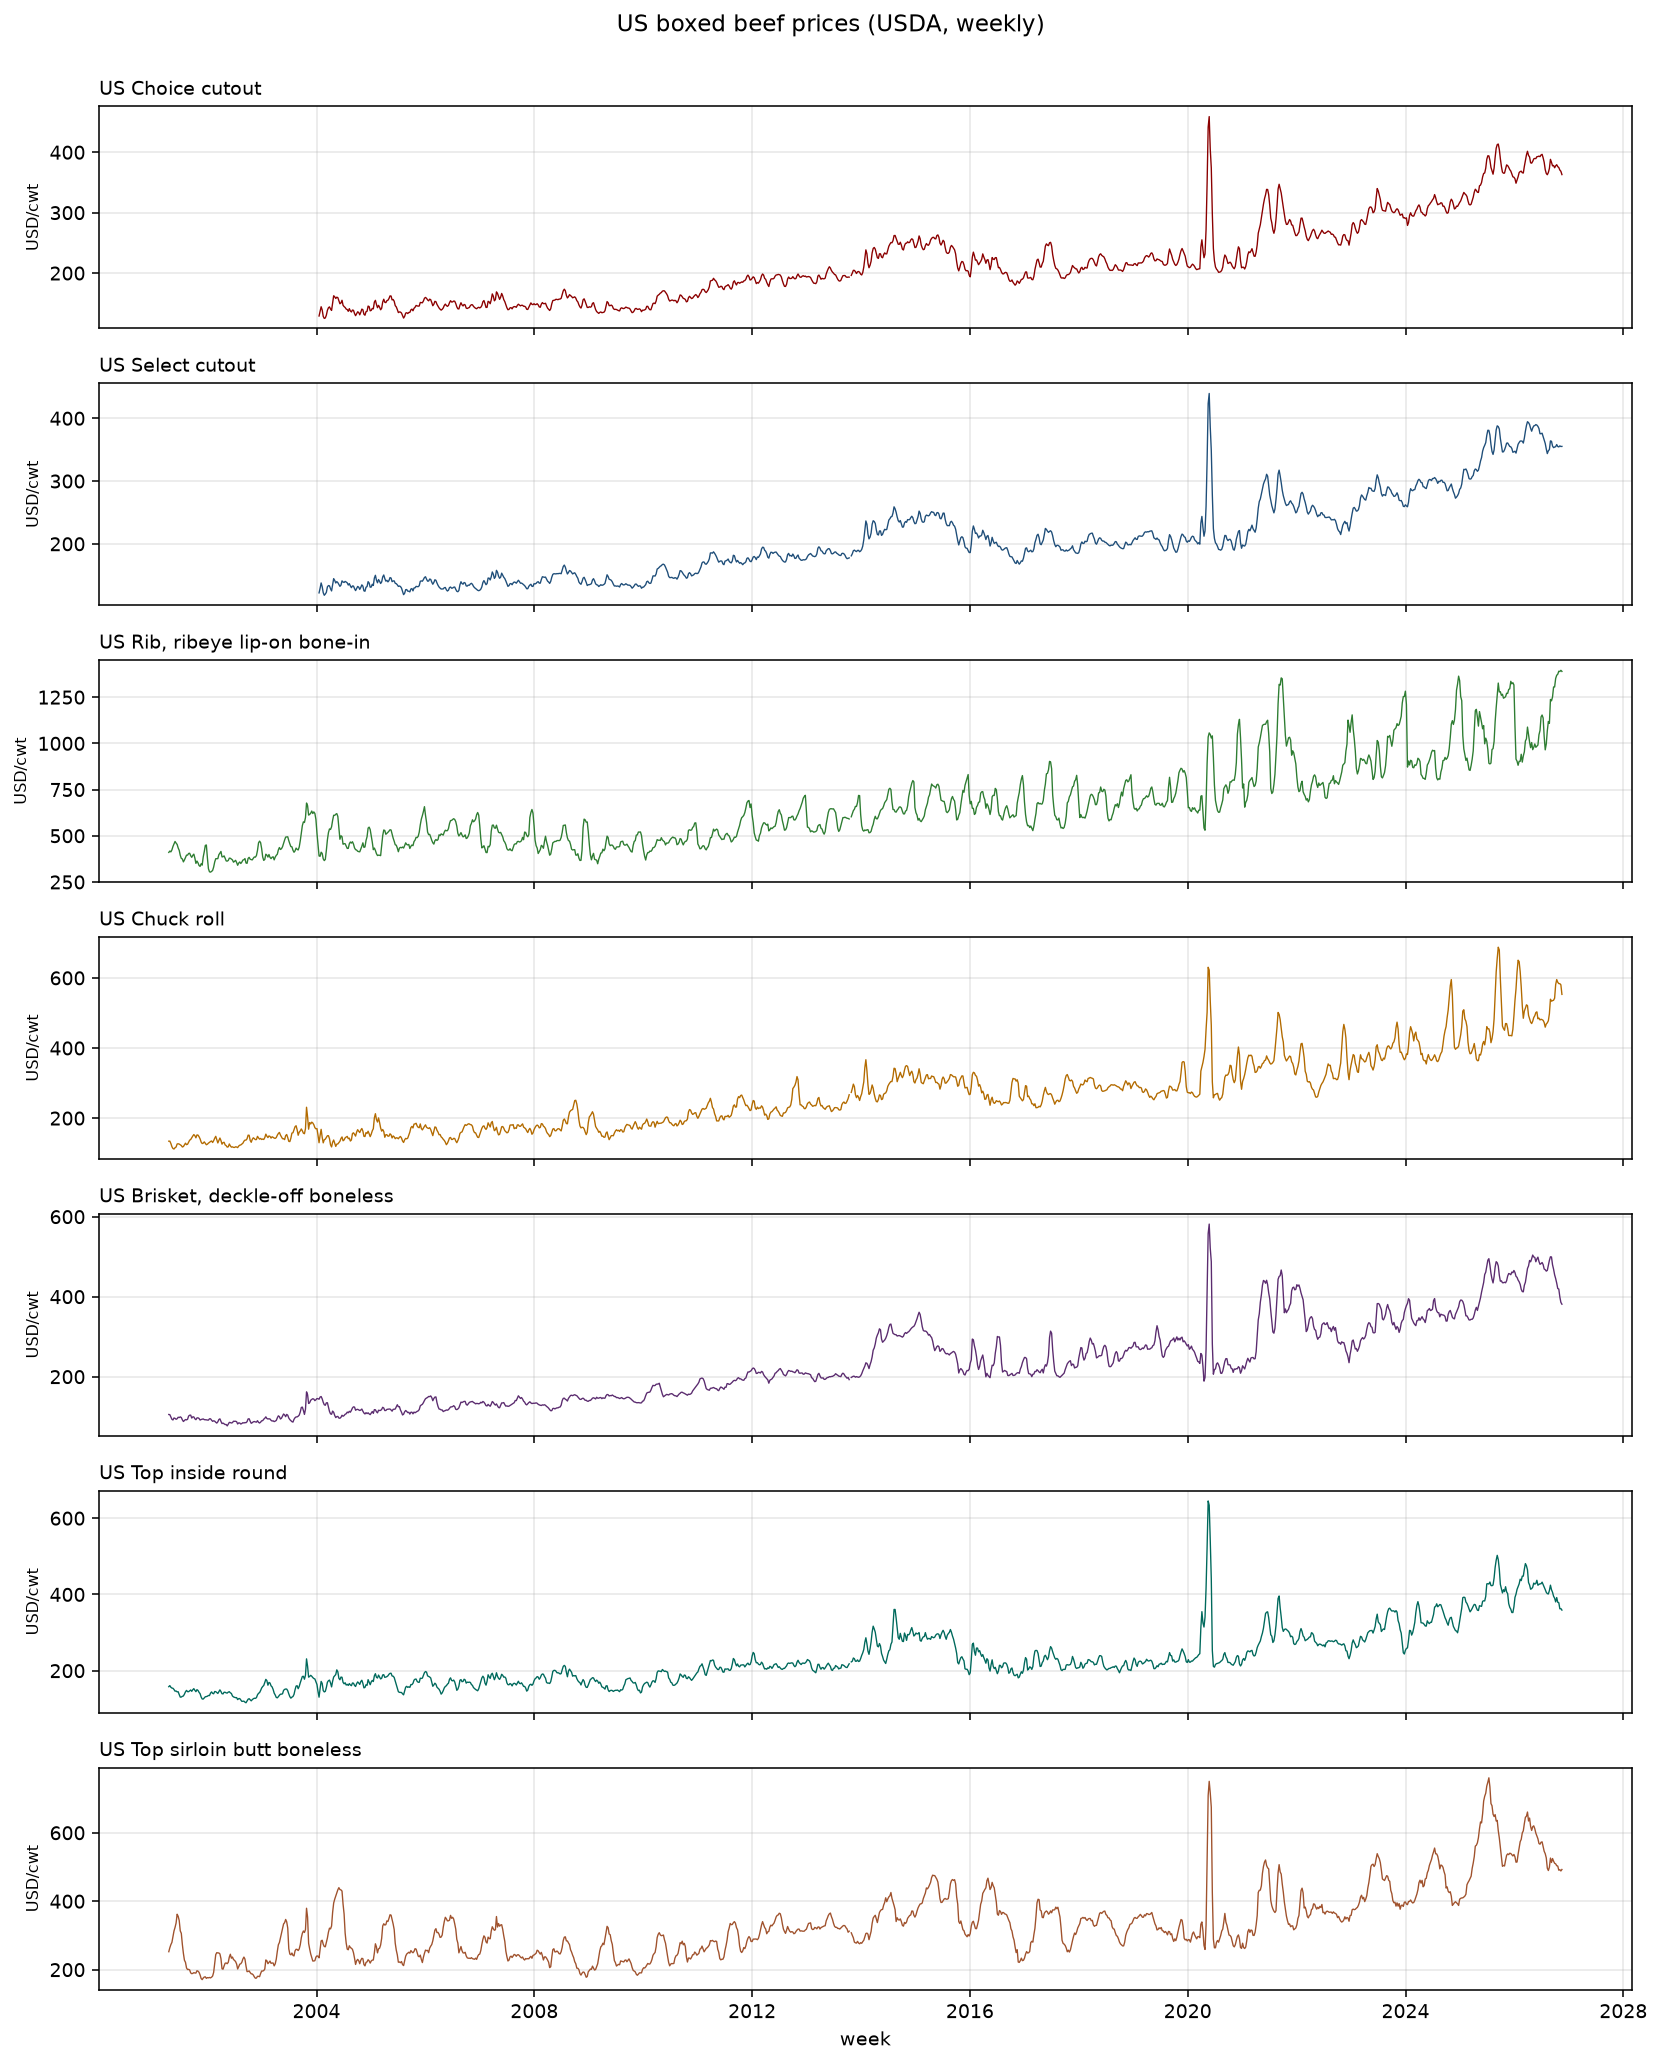 US boxed beef prices (USDA, weekly)
US Choice cutout
USD/cwt
400
300
200
US Select cutout
USD/cwt
400
300
200
US Rib, ribeye lip-on bone-in
USD/cwt
1250
1000
750
500
250
US Chuck roll
USD/cwt
600
400
200
US Brisket, deckle-off boneless
USD/cwt
600
400
200
US Top inside round
USD/cwt
600
400
200
US Top sirloin butt boneless
USD/cwt
600
400
200
2004 2008 2012 2016 2020 2024 2028
week